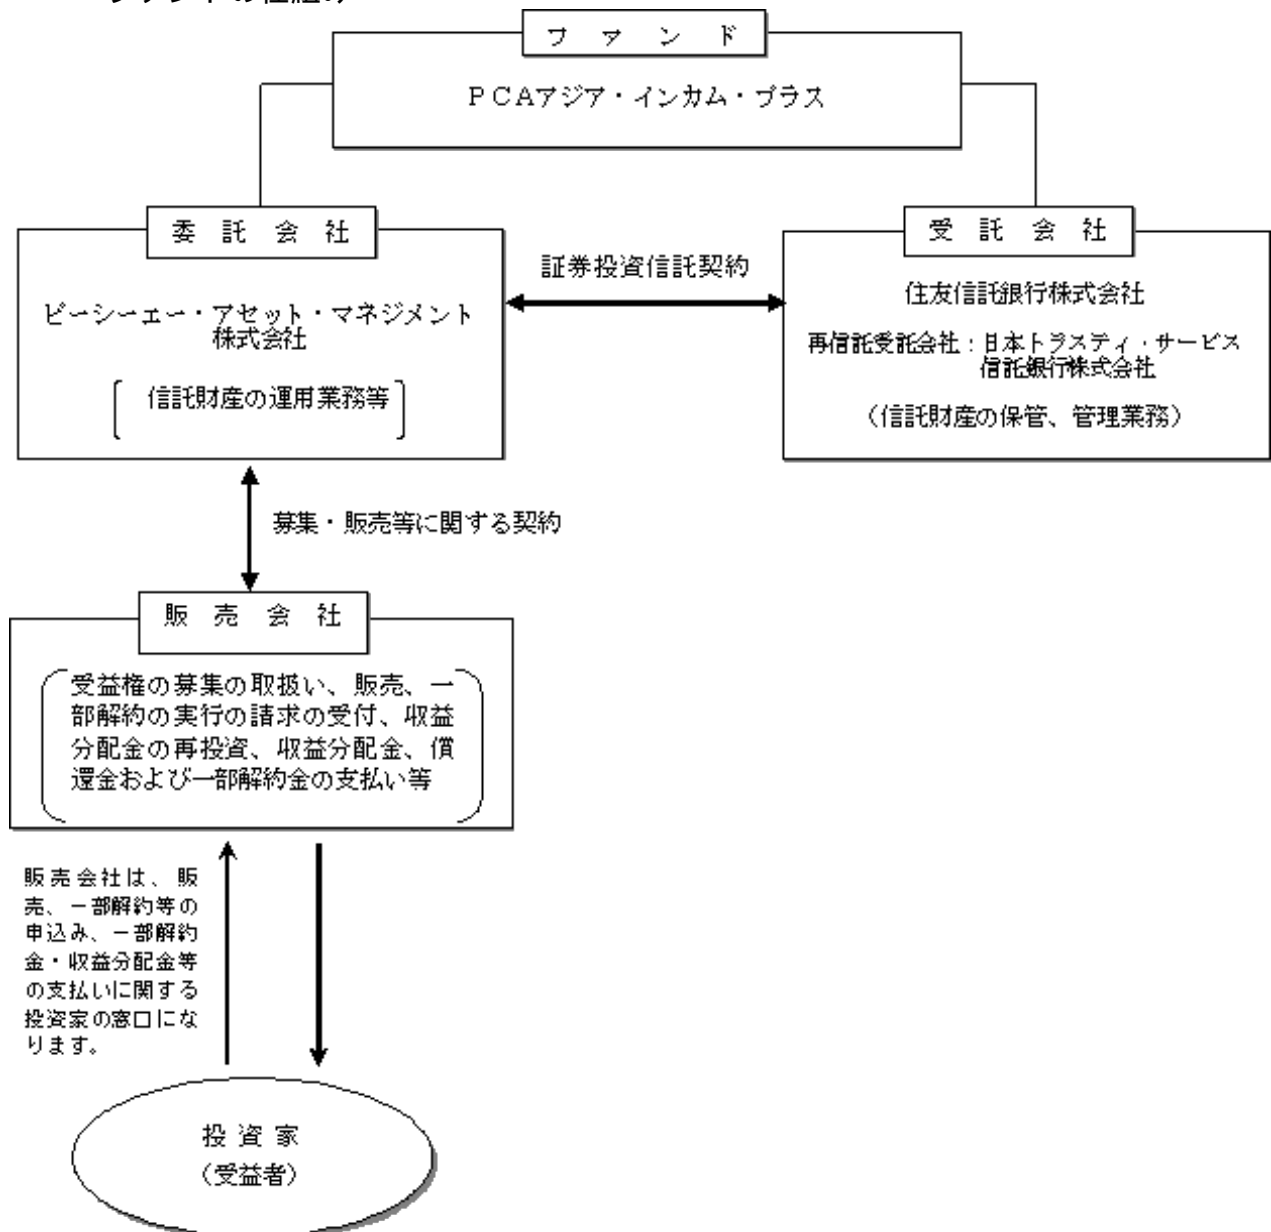 ファンドの仕組み
フ ァ ン ド
PCAアジア・インカム・プラス
委 託 会 社
受 託 会 社
ピーシーエー・アセット・マネジメント
株式会社
信託財産の運用業務等
証券投資信託契約
住友信託銀行株式会社
再信託受託会社:日本トラスティ・サービス
信託銀行株式会社
(信託財産の保管、管理業務)
募集・販売等に関する契約
販 売 会 社
受益権の募集の取扱い、販売、一
部解約の実行の請求の受付、収益
分配金の再投資、収益分配金、償
還金および一部解約金の支払い等
販売会社は、販
売、一部解約等の
申込み、一部解約
金・収益分配金等
の支払いに関する
投資家の窓口にな
ります。
投 資 家
(受益者)